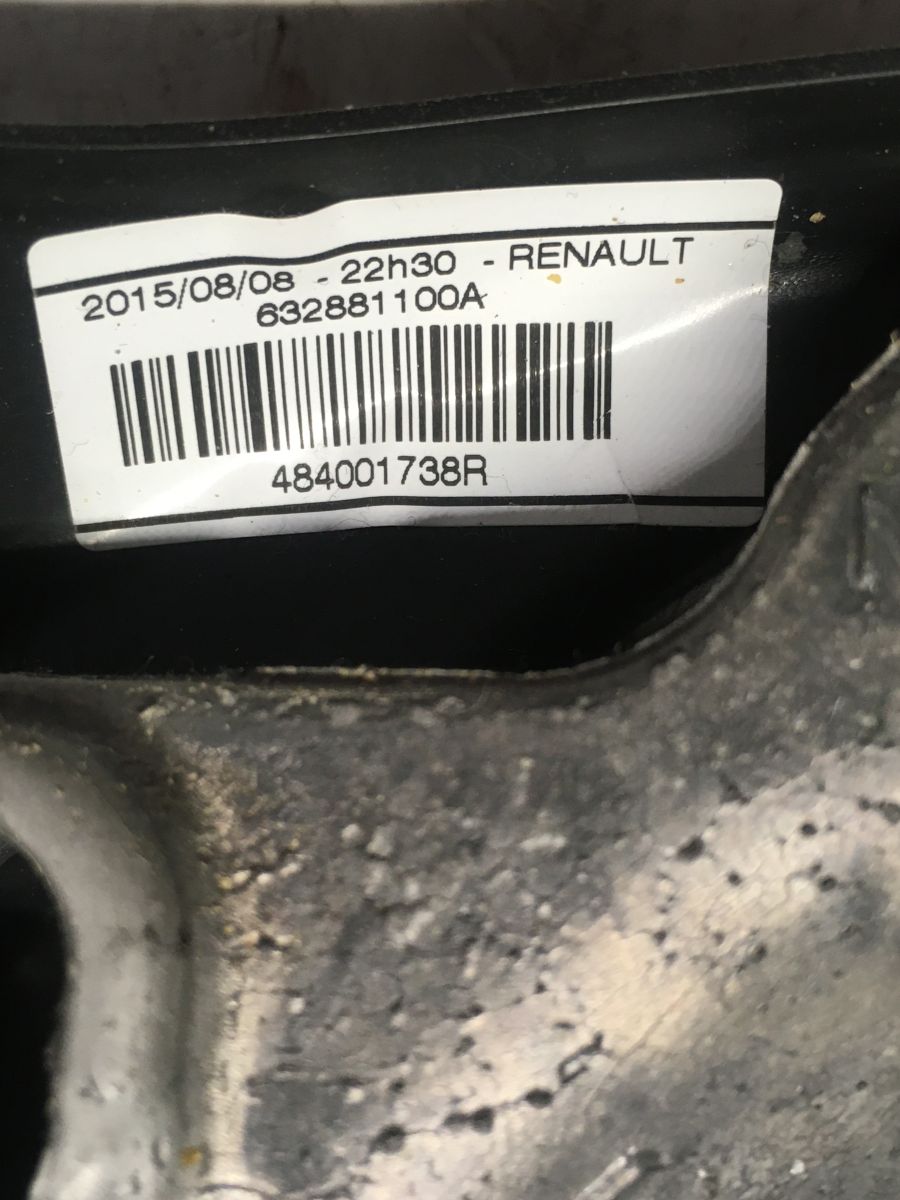 2015/08/08 - 22h30 - RENAULT
632881100A
484001738R